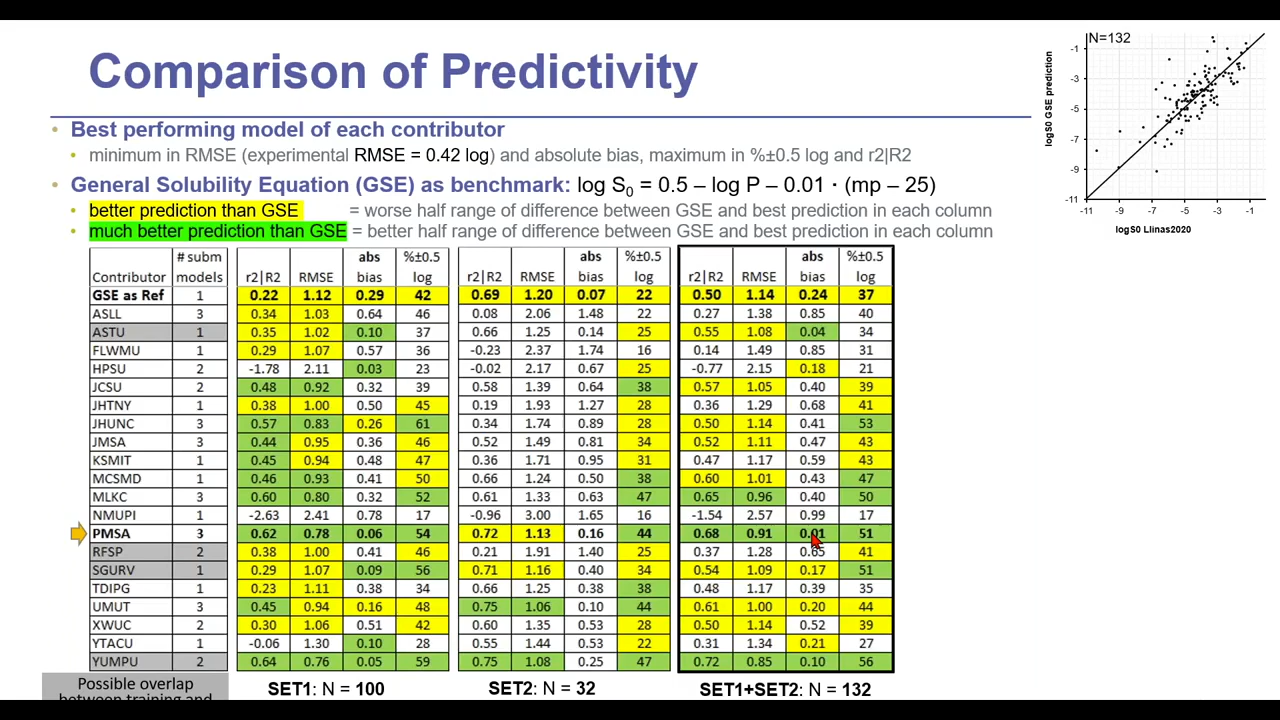 Comparison of Predictivity
• Best performing model of each contributor
• minimum in RMSE (experimental RMSE = 0.42 log) and absolute bias, maximum in %±0.5 log and r2|R2
• General Solubility Equation (GSE) as benchmark: log S0 = 0.5 – log P – 0.01 · (mp – 25)
• better prediction than GSE = worse half range of difference between GSE and best prediction in each column
• much better prediction than GSE = better half range of difference between GSE and best prediction in each column
# subm abs %±0.5 abs %±0.5 abs %±0.5
Contributor models r2|R2 RMSE bias log r2|R2 RMSE bias log r2|R2 RMSE bias log
GSE as Ref 1 0.22 1.12 0.29 42 0.69 1.20 0.07 22 0.50 1.14 0.24 37
ASLL 3 0.34 1.03 0.64 46 0.08 2.06 1.48 22 0.27 1.38 0.85 40
ASTU 1 0.35 1.02 0.10 37 0.66 1.25 0.14 25 0.55 1.08 0.04 34
FLWMU 1 0.29 1.07 0.57 36 -0.23 2.37 1.74 16 0.14 1.49 0.85 31
HPSU 2 -1.78 2.11 0.03 23 -0.02 2.17 0.67 25 -0.77 2.15 0.18 21
JCSU 2 0.48 0.92 0.32 39 0.58 1.39 0.64 38 0.57 1.05 0.40 39
JHTNY 1 0.38 1.00 0.50 45 0.19 1.93 1.27 28 0.36 1.29 0.68 41
JHUNC 3 0.57 0.83 0.26 61 0.34 1.74 0.89 28 0.50 1.14 0.41 53
JMSA 3 0.44 0.95 0.36 46 0.52 1.49 0.81 34 0.52 1.11 0.47 43
KSMIT 1 0.45 0.94 0.48 47 0.36 1.71 0.95 31 0.47 1.17 0.59 43
MCSMD 1 0.46 0.93 0.41 50 0.66 1.24 0.50 38 0.60 1.01 0.43 47
MLKC 3 0.60 0.80 0.32 52 0.61 1.33 0.63 47 0.65 0.96 0.40 50
NMUPI 1 -2.63 2.41 0.78 17 -0.96 3.00 1.65 16 -1.54 2.57 0.99 17
PMSA 3 0.62 0.78 0.06 54 0.72 1.13 0.16 44 0.68 0.91 0.01 51
RFSP 2 0.38 1.00 0.41 46 0.21 1.91 1.40 25 0.37 1.28 0.65 41
SGURV 1 0.29 1.07 0.09 56 0.71 1.16 0.40 34 0.54 1.09 0.17 51
TDIPG 1 0.23 1.11 0.38 34 0.66 1.25 0.38 38 0.48 1.17 0.39 35
UMUT 3 0.45 0.94 0.16 48 0.75 1.06 0.10 44 0.61 1.00 0.20 44
XWUC 2 0.30 1.06 0.51 42 0.60 1.35 0.53 28 0.50 1.14 0.52 39
YTACU 1 -0.06 1.30 0.10 28 0.55 1.44 0.53 22 0.31 1.34 0.21 27
YUMPU 2 0.64 0.76 0.05 59 0.75 1.08 0.25 47 0.72 0.85 0.10 56
Possible overlap
between training and
SET1: N = 100 SET2: N = 32 SET1+SET2: N = 132
N=132
logS0 GSE prediction
-1
-3
-5
-7
-9
-11
-11 -9 -7 -5 -3 -1
logS0 Llinas2020